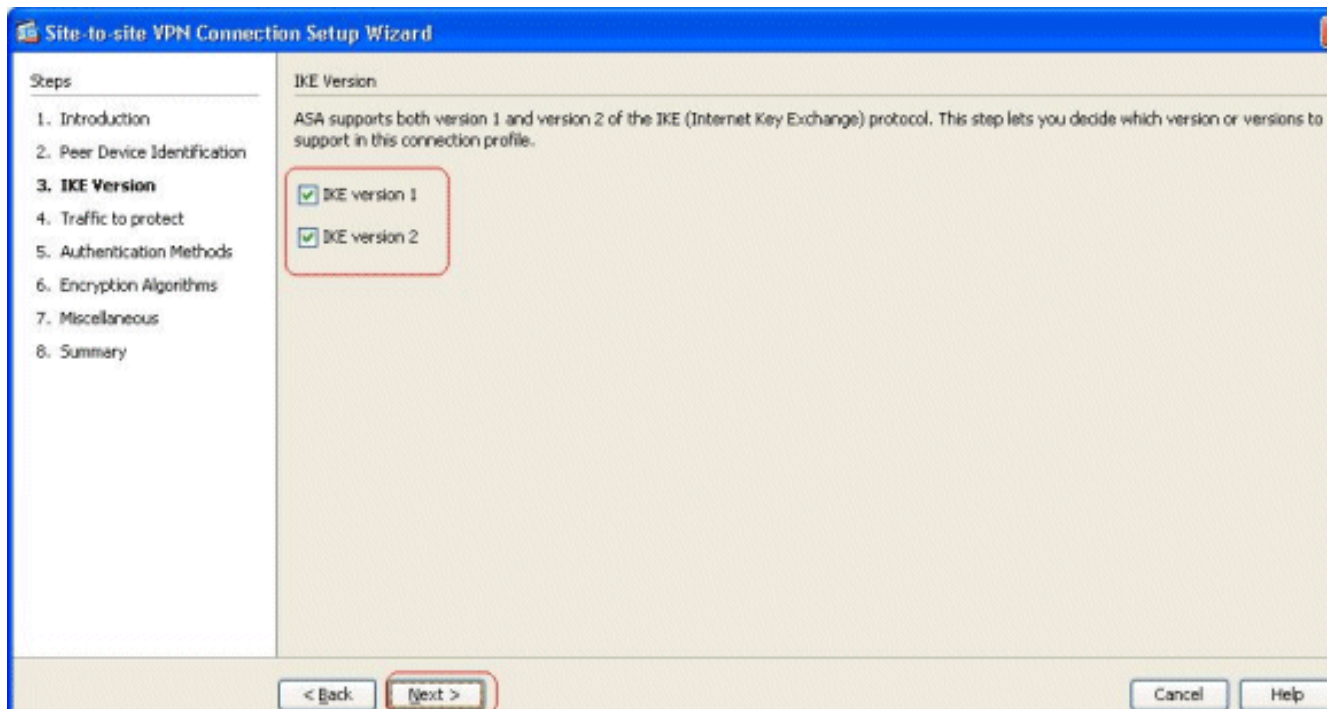 Site-to-site VPN Connection Setup Wizard
Steps
1. Introduction
2. Peer Device Identification
3. IKE Version
4. Traffic to protect
5. Authentication Methods
6. Encryption Algorithms
7. Miscellaneous
8. Summary
IKE Version
ASA supports both version 1 and version 2 of the IKE (Internet Key Exchange) protocol. This step lets you decide which version or versions to
support in this connection profile.
IKE version 1
IKE version 2
< Back
Next >
Cancel
Help